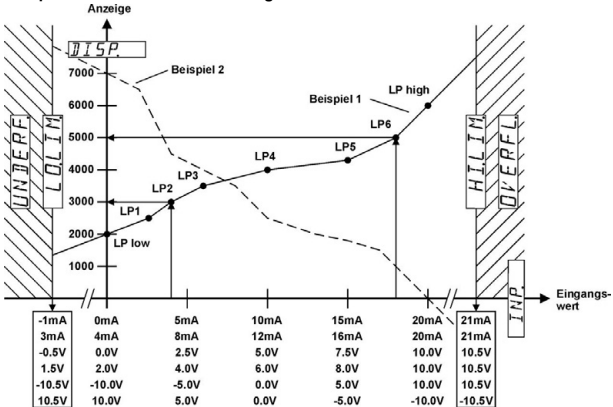 Anzeige
DISP.
7000
6000
5000
4000
3000
2000
1000
Beispiel 2
Beispiel 1
LP high
LP6
LP5
LP4
LP3
LP2
LP1
LP low
UNDERF.
LO.LIM.
HI.LIM.
OVERFL.
INP.
Eingangs-
wert
-1mA 0mA 5mA 10mA 15mA 20mA 21mA
3mA 4mA 8mA 12mA 16mA 20mA 21mA
-0.5V 0.0V 2.5V 5.0V 7.5V 10.0V 10.5V
1.5V 2.0V 4.0V 6.0V 8.0V 10.0V 10.5V
-10.5V -10.0V -5.0V 0.0V 5.0V 10.0V 10.5V
10.5V 10.0V 5.0V 0.0V -5.0V -10.0V -10.5V